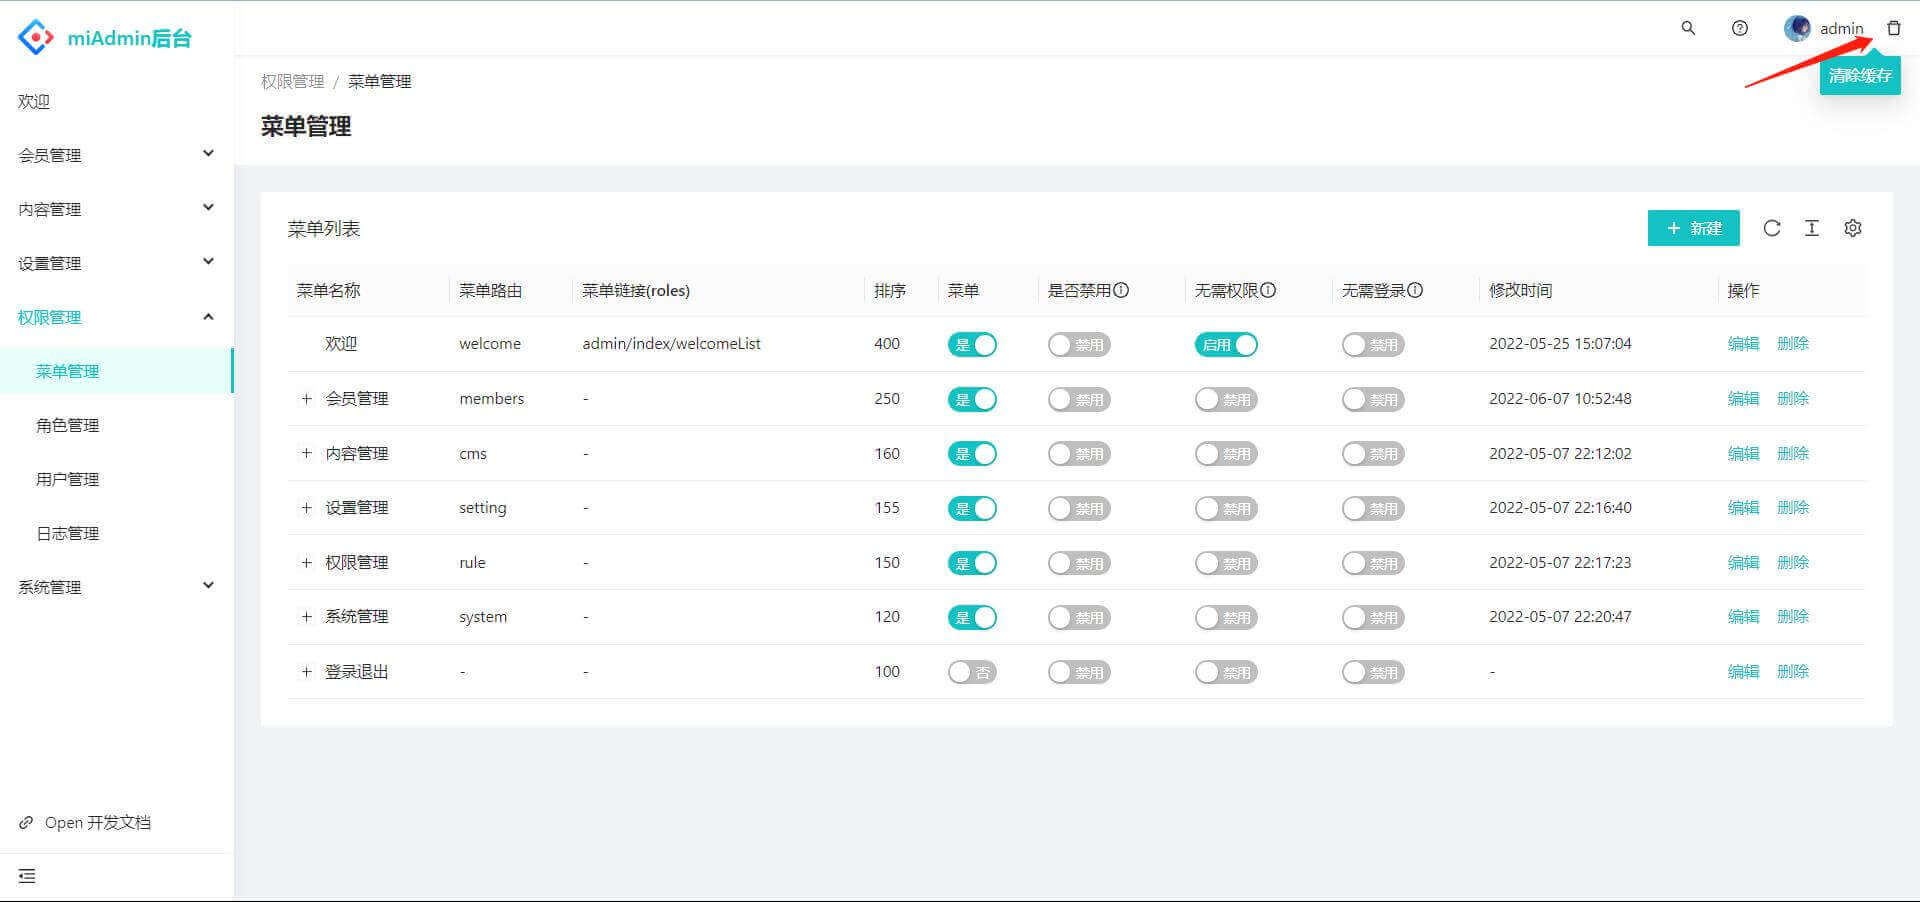 miAdmin后台
admin
清除缓存
欢迎
会员管理
内容管理
设置管理
权限管理
菜单管理
角色管理
用户管理
日志管理
系统管理
Open 开发文档
权限管理 / 菜单管理
菜单管理
菜单列表
+ 新建
菜单名称 菜单路由 菜单链接(roles) 排序 菜单 是否禁用 无需权限 无需登录 修改时间 操作
欢迎 welcome admin/index/welcomeList 400 是 禁用 启用 禁用 2022-05-25 15:07:04 编辑 删除
+ 会员管理 members - 250 是 禁用 禁用 禁用 2022-06-07 10:52:48 编辑 删除
+ 内容管理 cms - 160 是 禁用 禁用 禁用 2022-05-07 22:12:02 编辑 删除
+ 设置管理 setting - 155 是 禁用 禁用 禁用 2022-05-07 22:16:40 编辑 删除
+ 权限管理 rule - 150 是 禁用 禁用 禁用 2022-05-07 22:17:23 编辑 删除
+ 系统管理 system - 120 是 禁用 禁用 禁用 2022-05-07 22:20:47 编辑 删除
+ 登录退出 - - 100 否 禁用 禁用 禁用 - 编辑 删除